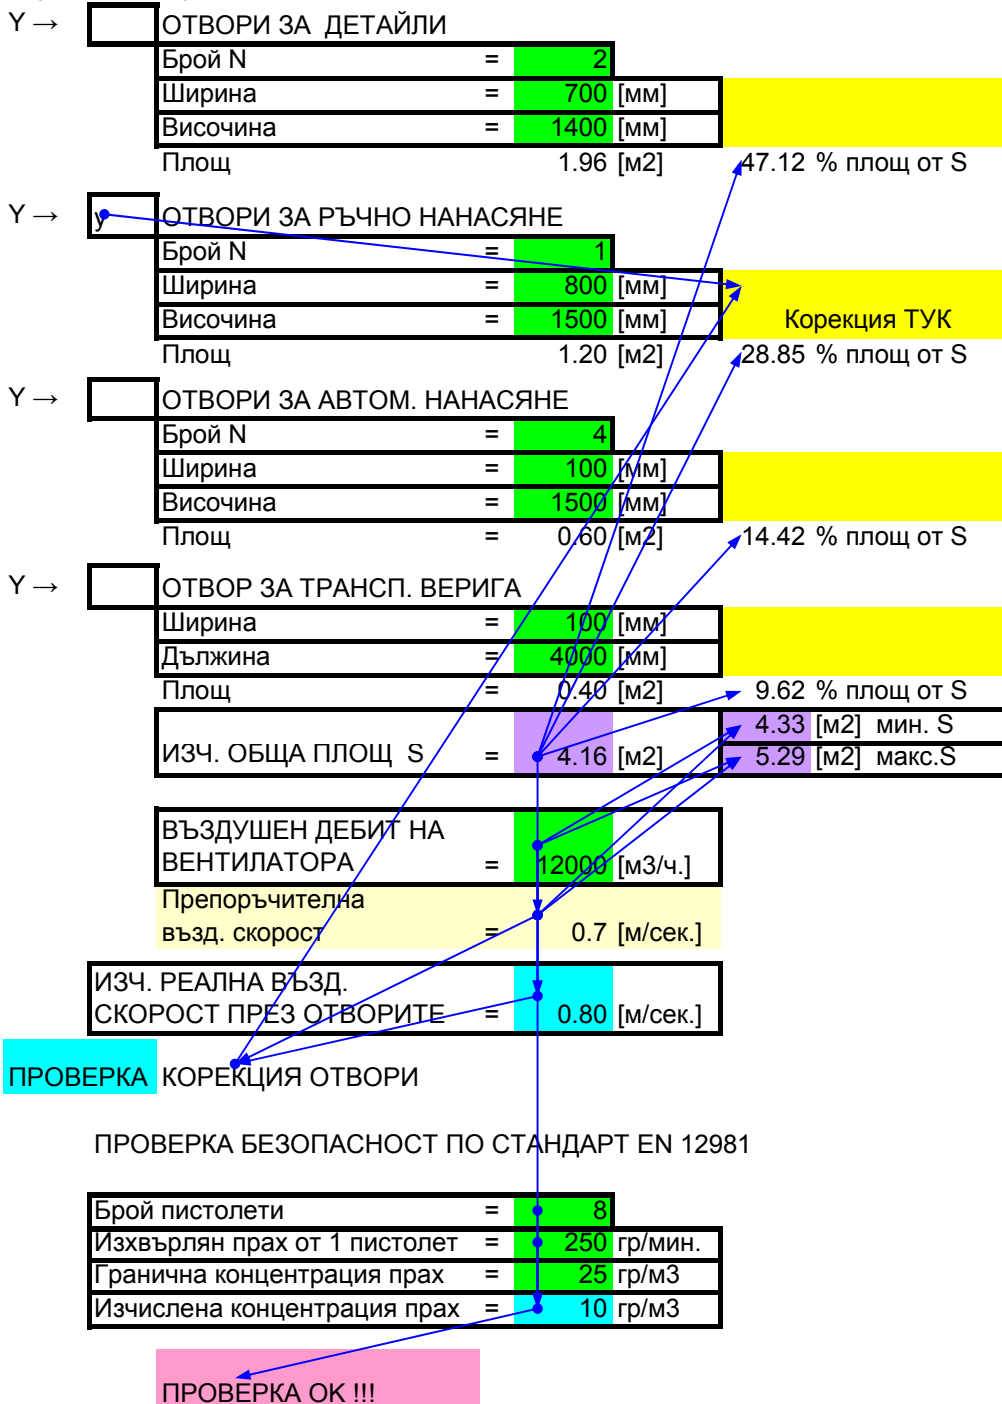 Y → ОТВОРИ ЗА ДЕТАЙЛИ
Брой N = 2
Ширина = 700 [мм]
Височина = 1400 [мм]
Площ 1.96 [м2] 47.12 % площ от S
Y → y ОТВОРИ ЗА РЪЧНО НАНАСЯНЕ
Брой N = 1
Ширина = 800 [мм]
Височина = 1500 [мм] Корекция ТУК
Площ 1.20 [м2] 28.85 % площ от S
Y → ОТВОРИ ЗА АВТОМ. НАНАСЯНЕ
Брой N = 4
Ширина = 100 [мм]
Височина = 1500 [мм]
Площ = 0.60 [м2] 14.42 % площ от S
Y → ОТВОР ЗА ТРАНСП. ВЕРИГА
Ширина = 100 [мм]
Дължина = 4000 [мм]
Площ = 0.40 [м2] 9.62 % площ от S
4.33 [м2] мин. S
ИЗЧ. ОБЩА ПЛОЩ S = 4.16 [м2] 5.29 [м2] макс.S
ВЪЗДУШЕН ДЕБИТ НА
ВЕНТИЛАТОРА = 12000 [м3/ч.]
Препоръчителна
възд. скорост = 0.7 [м/сек.]
ИЗЧ. РЕАЛНА ВЪЗД.
СКОРОСТ ПРЕЗ ОТВОРИТЕ = 0.80 [м/сек.]
ПРОВЕРКА КОРЕКЦИЯ ОТВОРИ
ПРОВЕРКА БЕЗОПАСНОСТ ПО СТАНДАРТ EN 12981
Брой пистолети = 8
Изхвърлян прах от 1 пистолет = 250 гр/мин.
Гранична концентрация прах = 25 гр/м3
Изчислена концентрация прах = 10 гр/м3
ПРОВЕРКА OK !!!